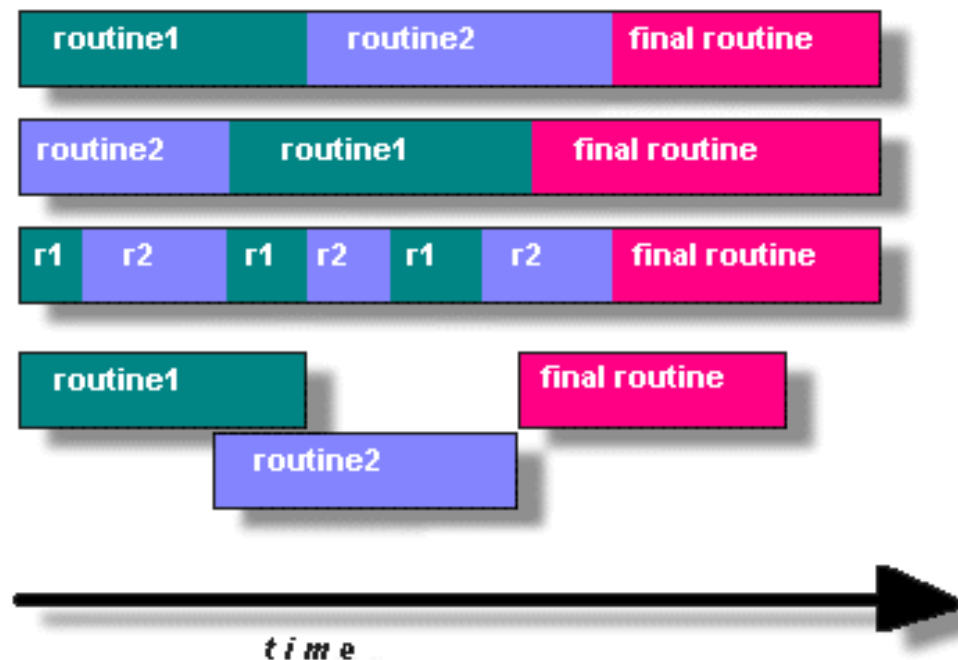 routine1 routine2 final routine
routine2 routine1 final routine
r1 r2 r1 r2 r1 r2 final routine
routine1 final routine
routine2
time